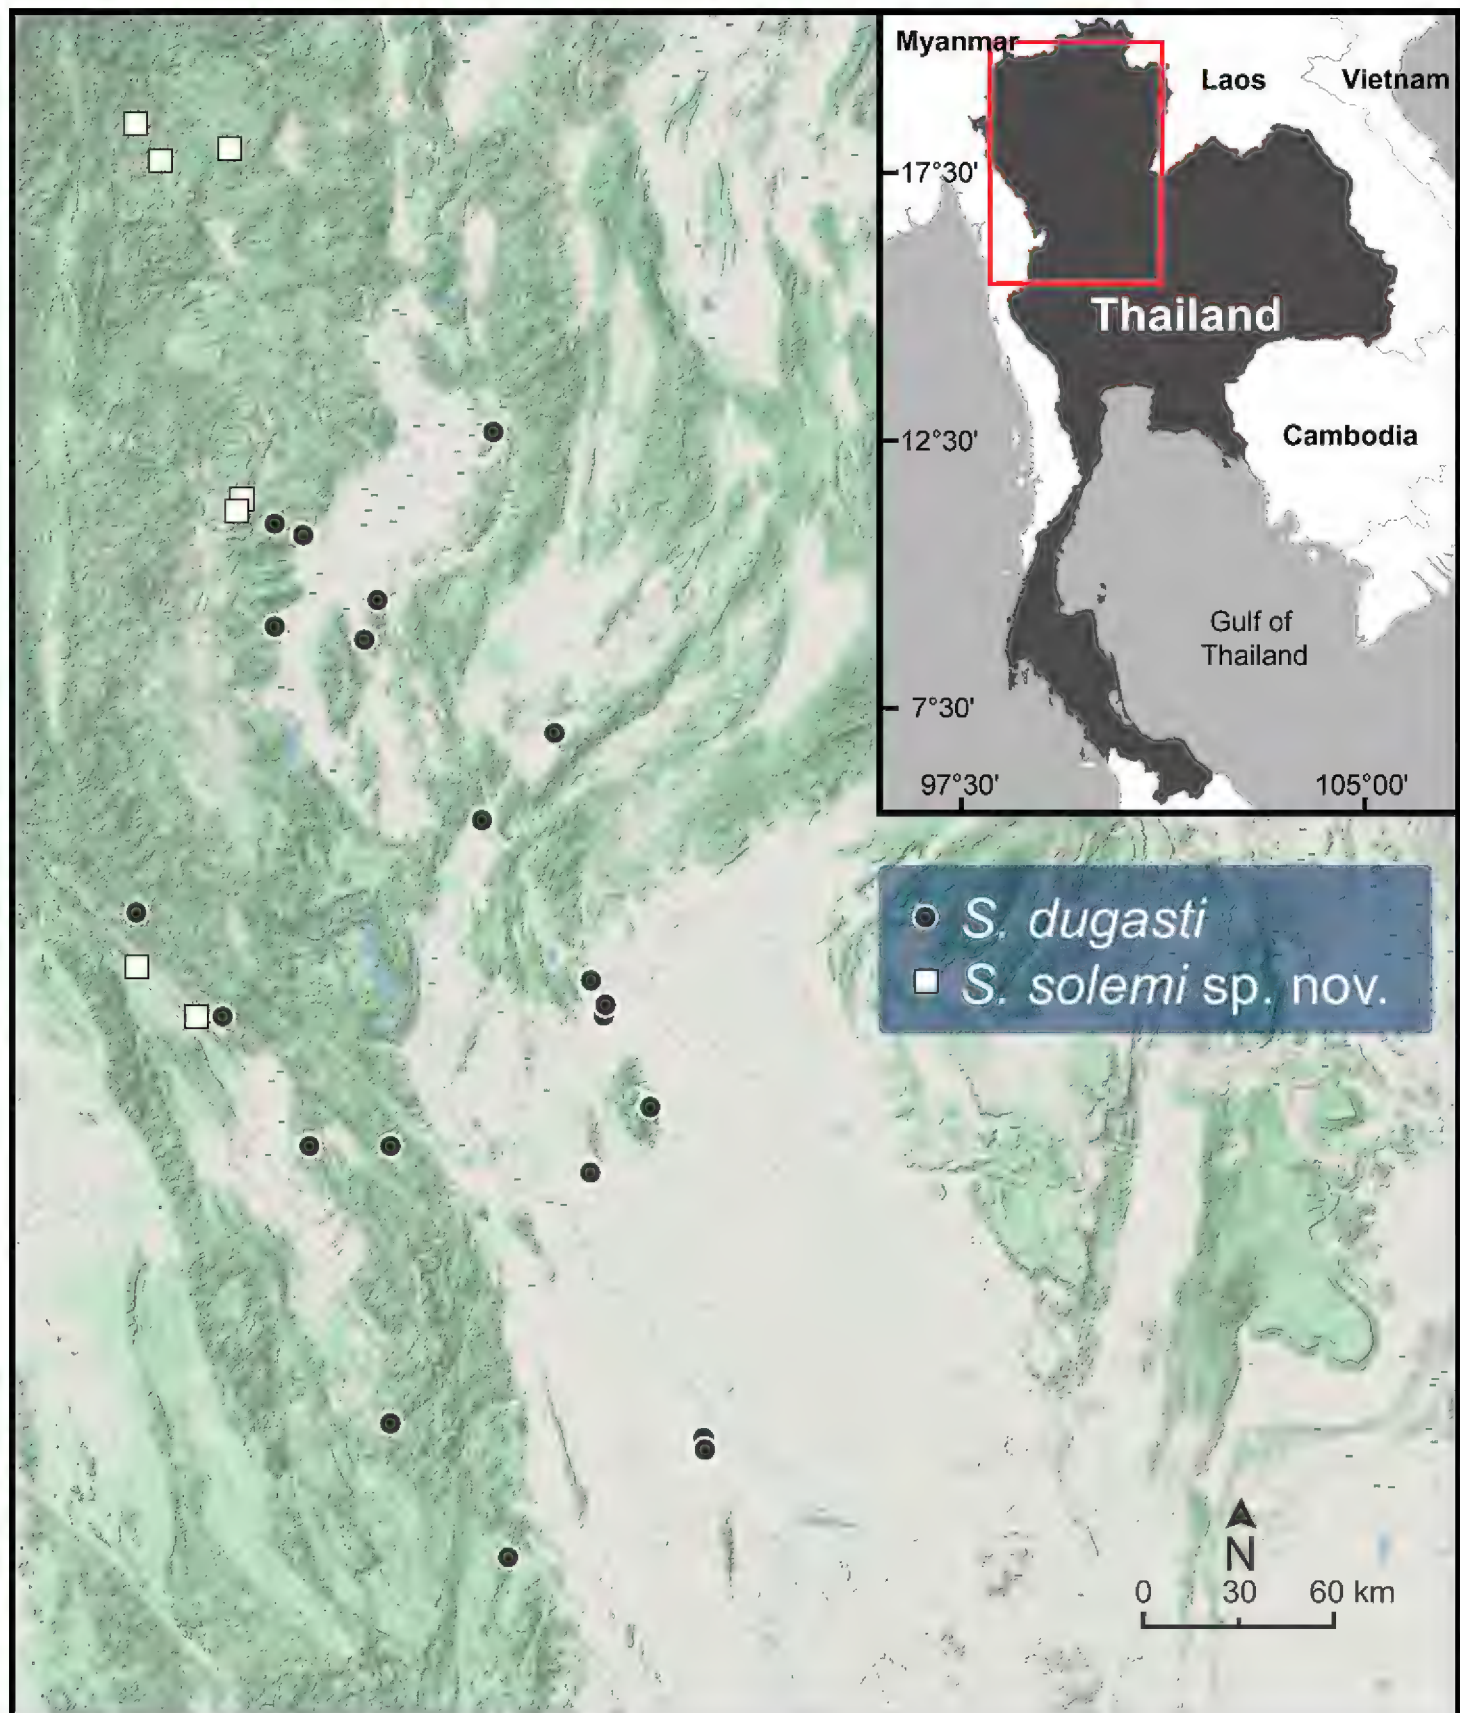 Myanmar
Laos
Vietnam
17°30'
Thailand
12°30'
Cambodia
Gulf of
Thailand
7°30'
97°30'
105°00'
S. dugasti
S. solemi sp. nov.
N
0 30 60 km